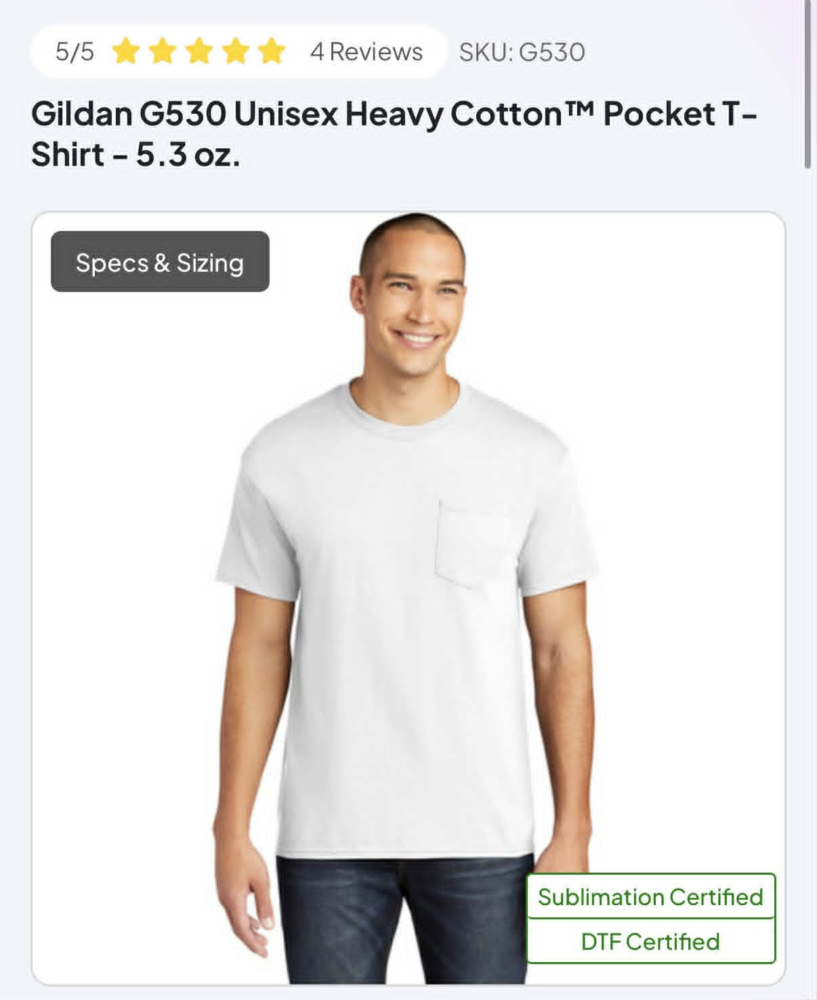 5/5 4 Reviews SKU: G530
Gildan G530 Unisex Heavy Cotton™ Pocket T-
Shirt - 5.3 oz.
Specs & Sizing
Sublimation Certified
DTF Certified